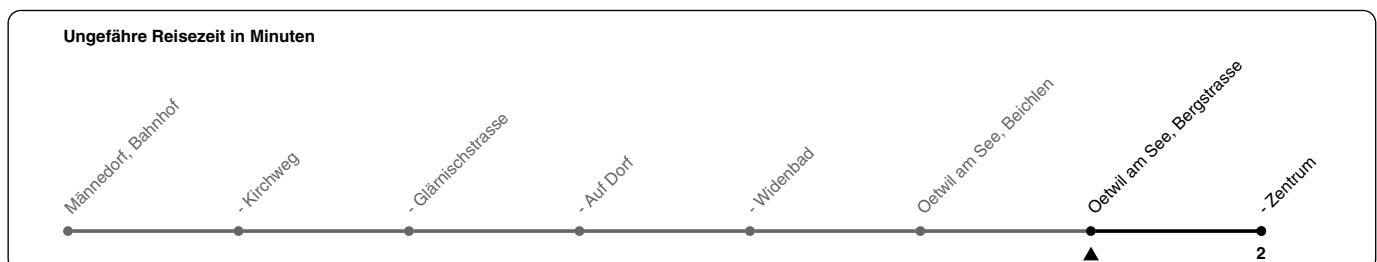 Ungefähre Reisezeit in Minuten
Männedorf, Bahnhof
- Kirchweg
- Glärnischstrasse
- Auf Dorf
- Widenbad
Oetwil am See, Beichlen
Oetwil am See, Bergstrasse
- Zentrum
2